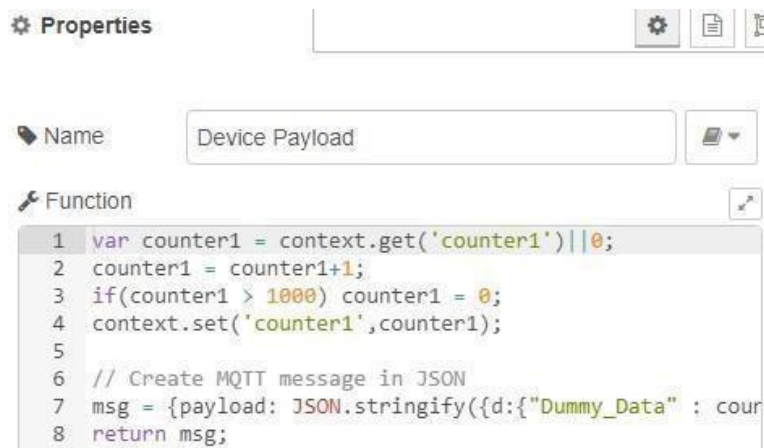 Properties
Name
Device Payload
Function
1 var counter1 = context.get('counter1')||0;
2 counter1 = counter1+1;
3 if(counter1 > 1000) counter1 = 0;
4 context.set('counter1',counter1);
5
6 // Create MQTT message in JSON
7 msg = {payload: JSON.stringify({d:{"Dummy_Data" : cour
8 return msg;